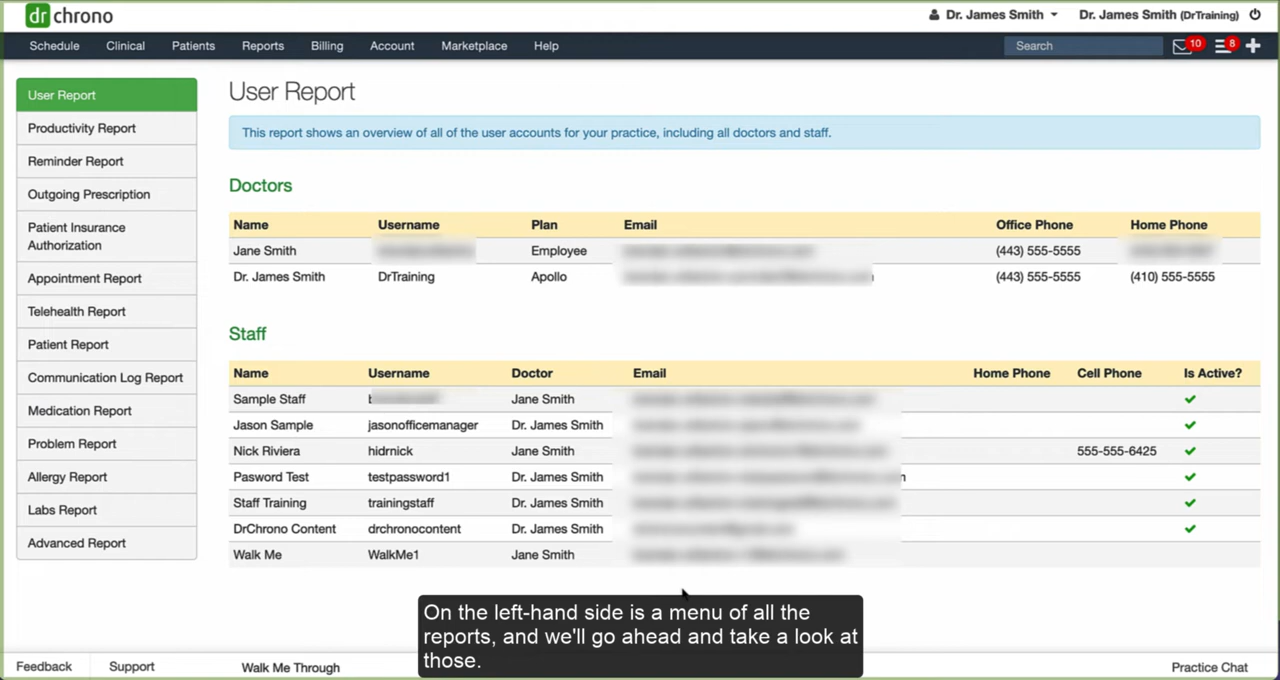 drchrono
Dr. James Smith
Dr. James Smith (DrTraining)
Schedule Clinical Patients Reports Billing Account Marketplace Help
Search
10
8
User Report
Productivity Report
Reminder Report
Outgoing Prescription
Patient Insurance
Authorization
Appointment Report
Telehealth Report
Patient Report
Communication Log Report
Medication Report
Problem Report
Allergy Report
Labs Report
Advanced Report
User Report
This report shows an overview of all of the user accounts for your practice, including all doctors and staff.
Doctors
Name Username Plan Email Office Phone Home Phone
Jane Smith Employee (443) 555-5555
Dr. James Smith DrTraining Apollo (443) 555-5555 (410) 555-5555
Staff
Name Username Doctor Email Home Phone Cell Phone Is Active?
Sample Staff Jane Smith
Jason Sample jasonofficemanager Dr. James Smith
Nick Riviera hidrnick Jane Smith 555-555-6425
Pasword Test testpassword1 Dr. James Smith
Staff Training trainingstaff Dr. James Smith
DrChrono Content drchronocontent Dr. James Smith
Walk Me WalkMe1 Jane Smith
On the left-hand side is a menu of all the
reports, and we'll go ahead and take a look at
those.
Feedback Support Walk Me Through Practice Chat